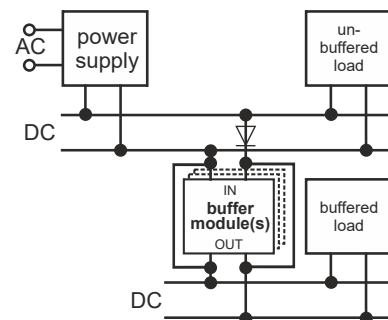 AC
power
supply
un-
buffered
load
DC
IN
buffer
module(s)
OUT
buffered
load
DC